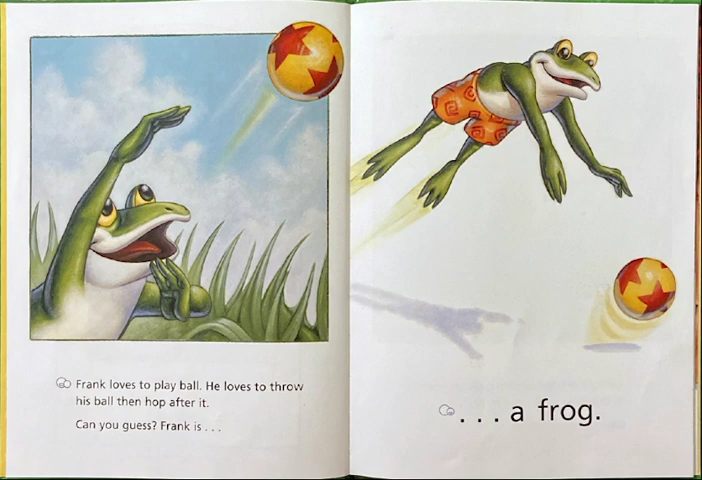 Frank loves to play ball. He loves to throw
his ball then hop after it.
Can you guess? Frank is . . .
. . . a frog.